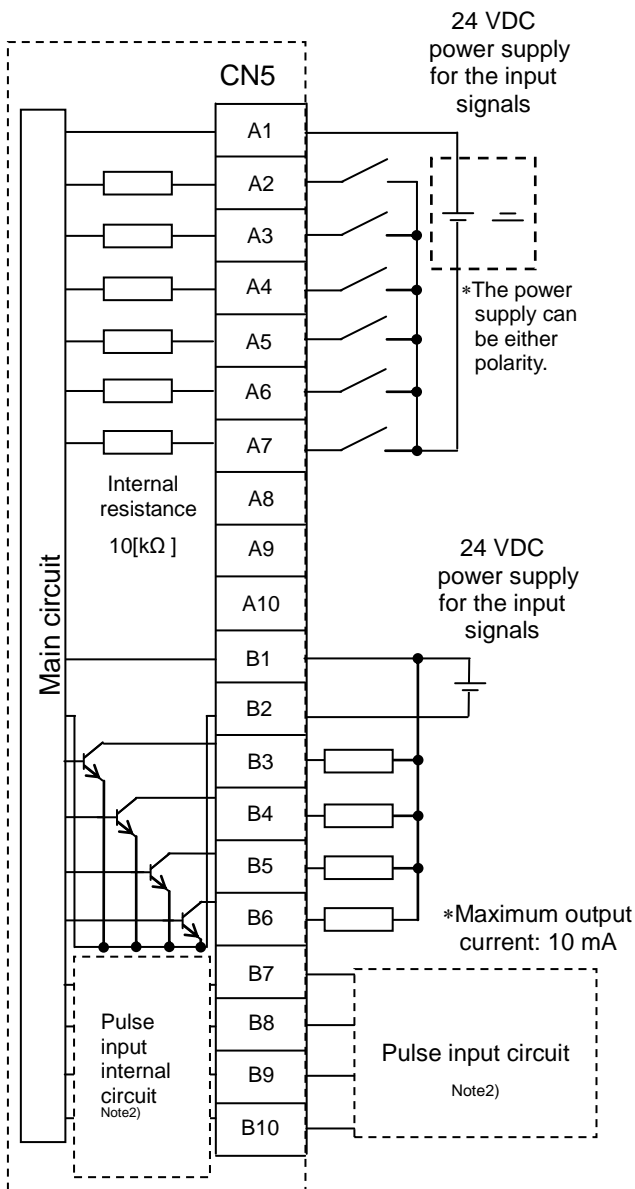 24 VDC
power supply
for the input
signals
CN5
A1
A2
A3
A4
A5
A6
A7
A8
A9
A10
B1
B2
B3
B4
B5
B6
B7
B8
B9
B10
*The power
supply can
be either
polarity.
Internal
resistance
10[kΩ ]
Main circuit
24 VDC
power supply
for the input
signals
*Maximum output
current: 10 mA
Pulse
input
internal
circuit
Note2)
Pulse input circuit
Note2)